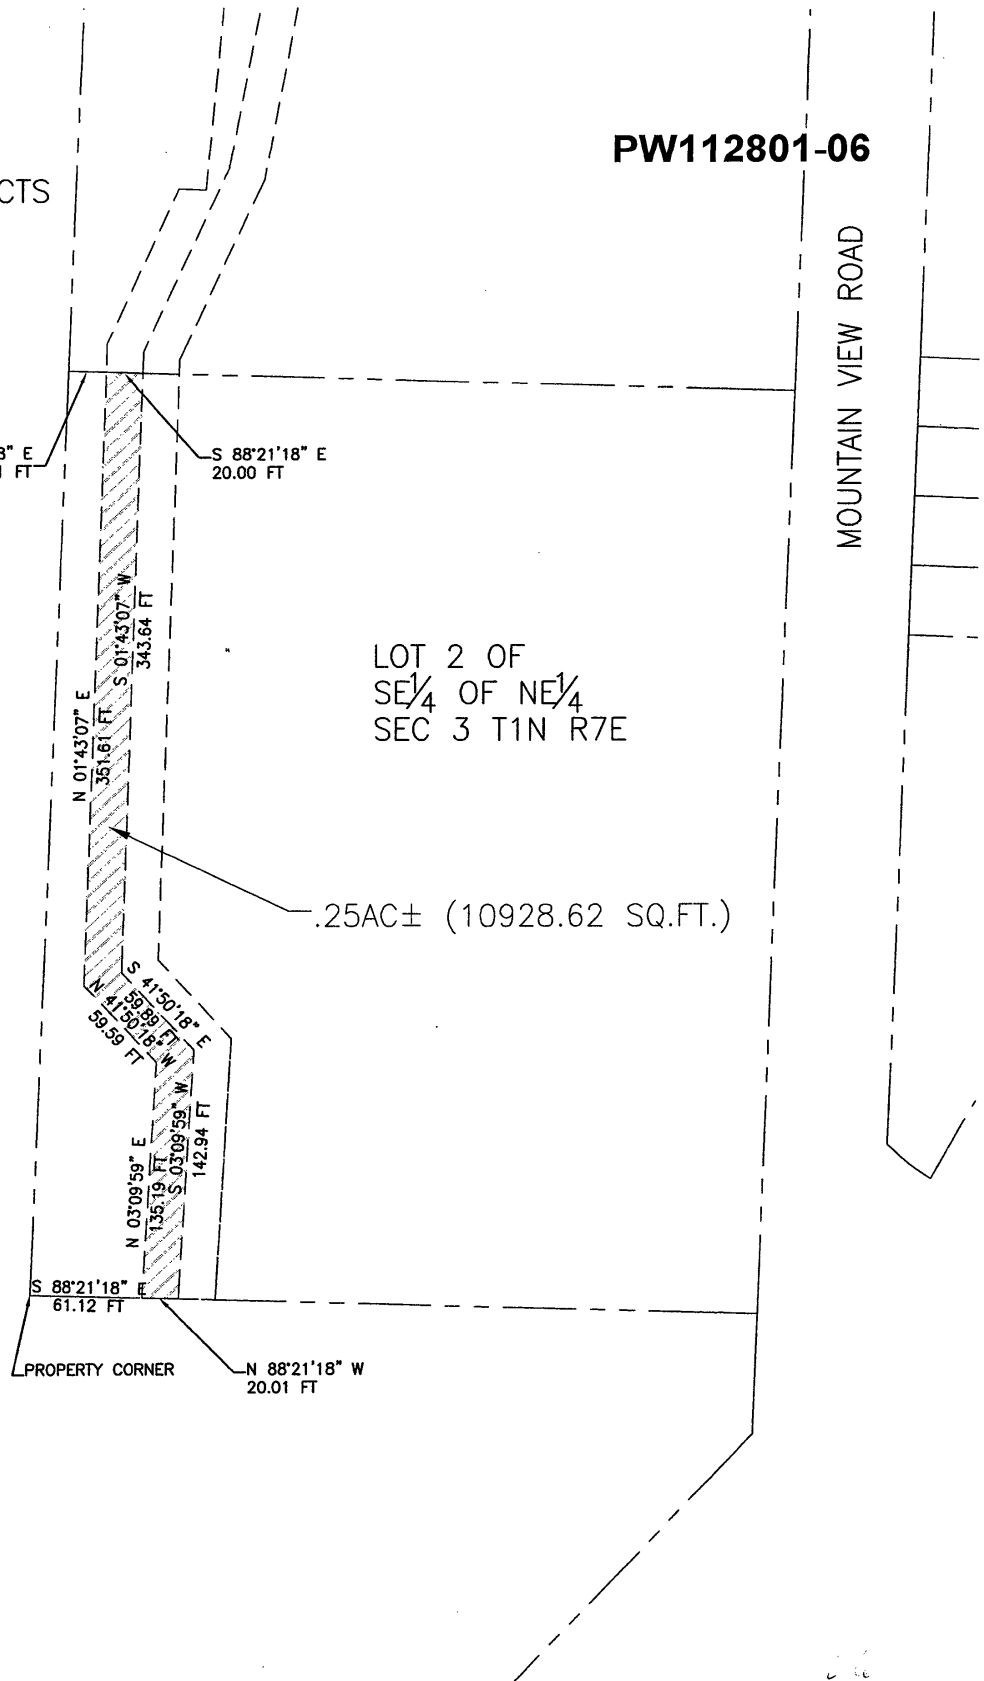 PW112801-06
CTS
MOUNTAIN VIEW ROAD
8" E
FT
S 88°21'18" E
20.00 FT
S 01°43'07" W
343.64 FT
N 01°43'07" E
351.61 FT
LOT 2 OF
SE1/4 OF NE1/4
SEC 3 T1N R7E
.25AC± (10928.62 SQ.FT.)
S 41°50'18" E
59.89 FT
N 41°50'18" W
59.59 FT
S 03°09'59" W
142.94 FT
N 03°09'59" E
135.19 FT
S 88°21'18" E
61.12 FT
PROPERTY CORNER
N 88°21'18" W
20.01 FT